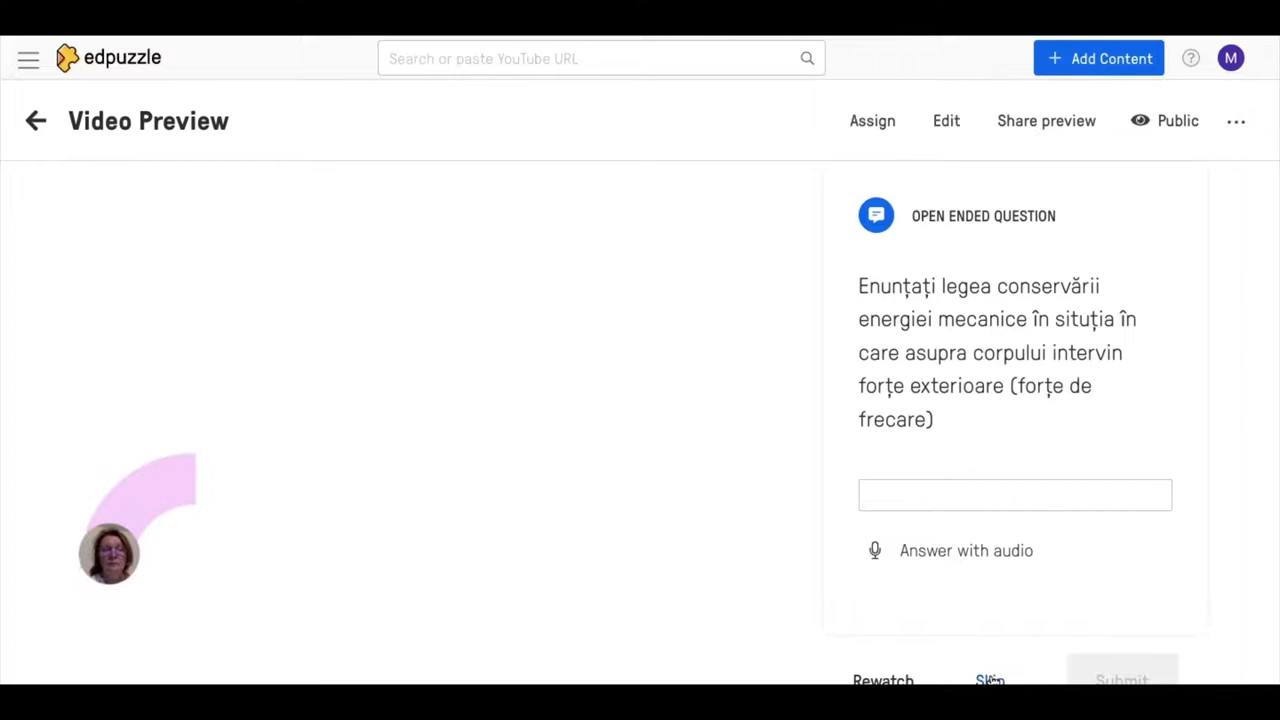 edpuzzle
Search or paste YouTube URL
+ Add Content
?
M
Video Preview
Assign
Edit
Share preview
Public
...
OPEN ENDED QUESTION
Enunțați legea conservării
energiei mecanice în situția în
care asupra corpului intervin
forțe exterioare (forțe de
frecare)
Answer with audio
Rewatch
Skip
Submit